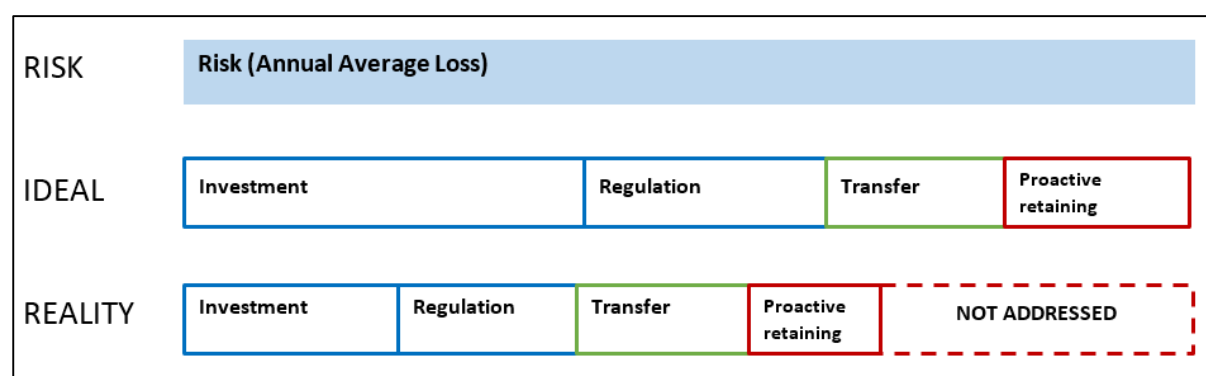 RISK
Risk (Annual Average Loss)
IDEAL
Investment
Regulation
Transfer
Proactive
retaining
REALITY
Investment
Regulation
Transfer
Proactive
retaining
NOT ADDRESSED